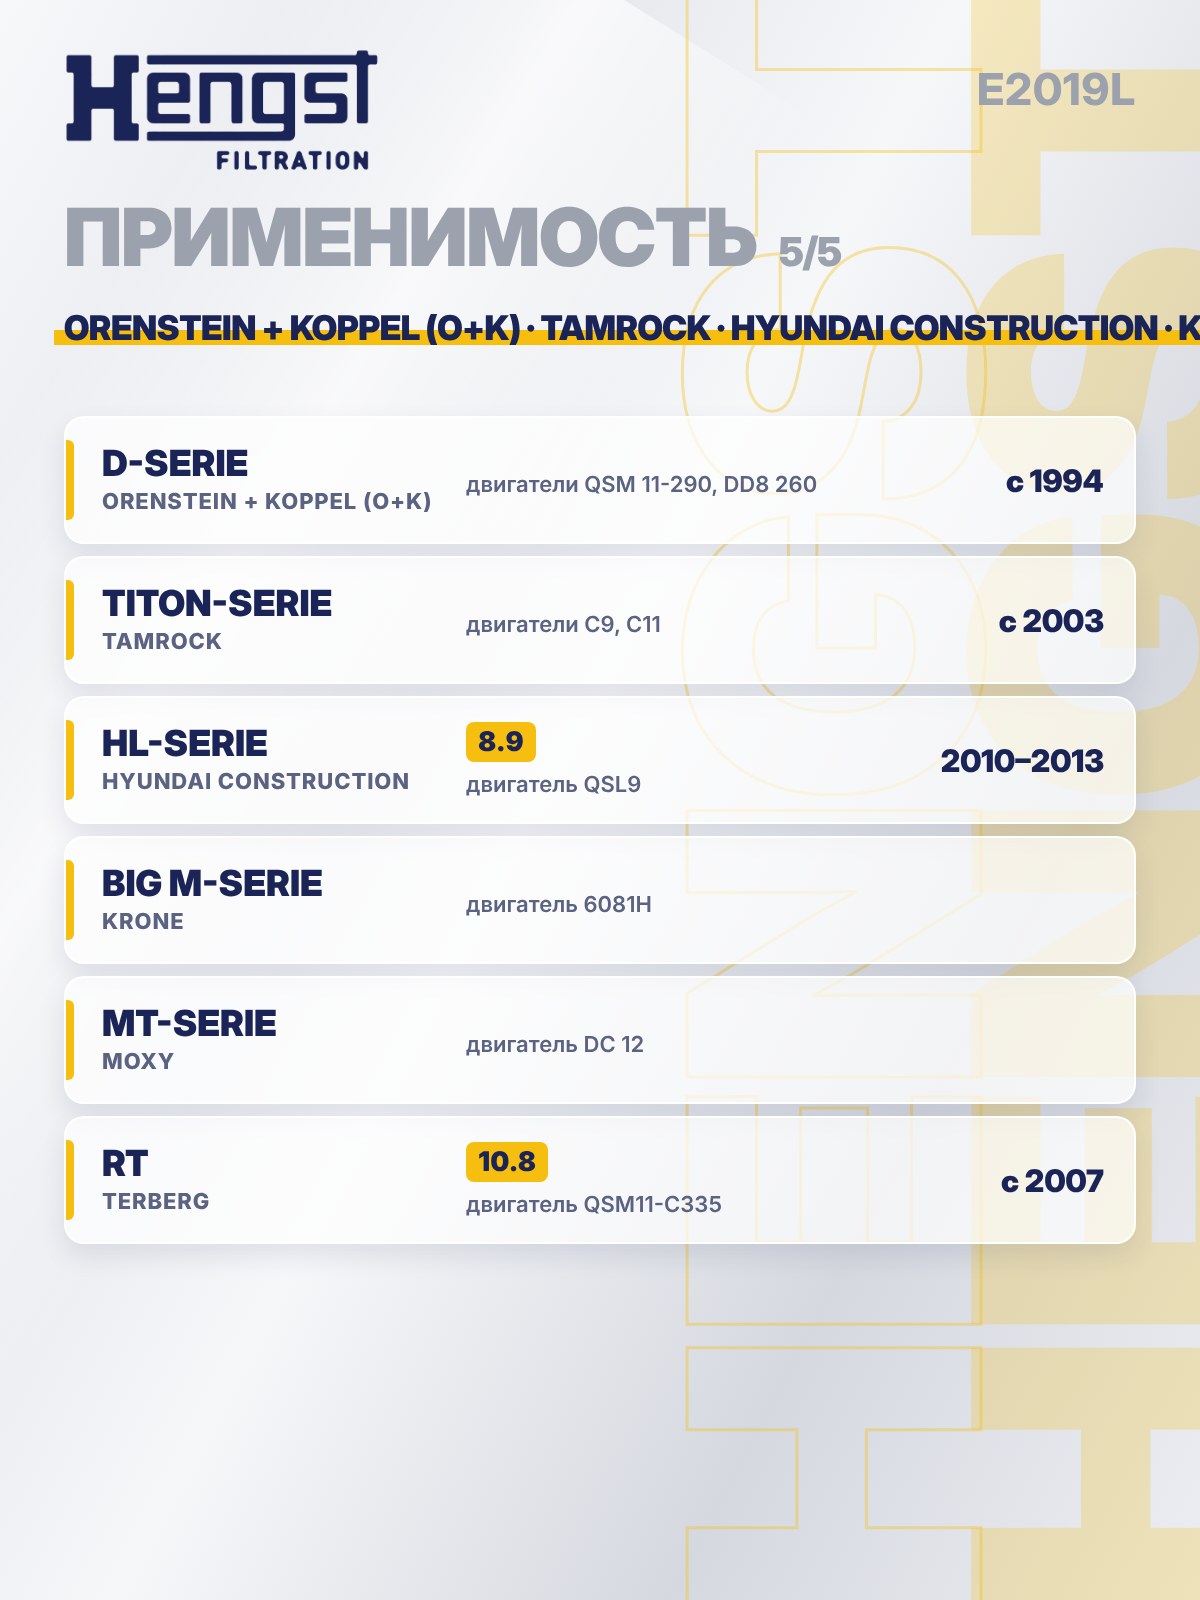 Hengst
FILTRATION
E2019L
ПРИМЕНИМОСТЬ 5/5
ORENSTEIN + KOPPEL (O+K) · TAMROCK · HYUNDAI CONSTRUCTION · K
D-SERIE
ORENSTEIN + KOPPEL (O+K)
двигатели QSM 11-290, DD8 260
с 1994
TITON-SERIE
TAMROCK
двигатели C9, C11
с 2003
HL-SERIE
HYUNDAI CONSTRUCTION
8.9
двигатель QSL9
2010–2013
BIG M-SERIE
KRONE
двигатель 6081H
MT-SERIE
MOXY
двигатель DC 12
RT
TERBERG
10.8
двигатель QSM11-C335
с 2007
HENGST
HENGST